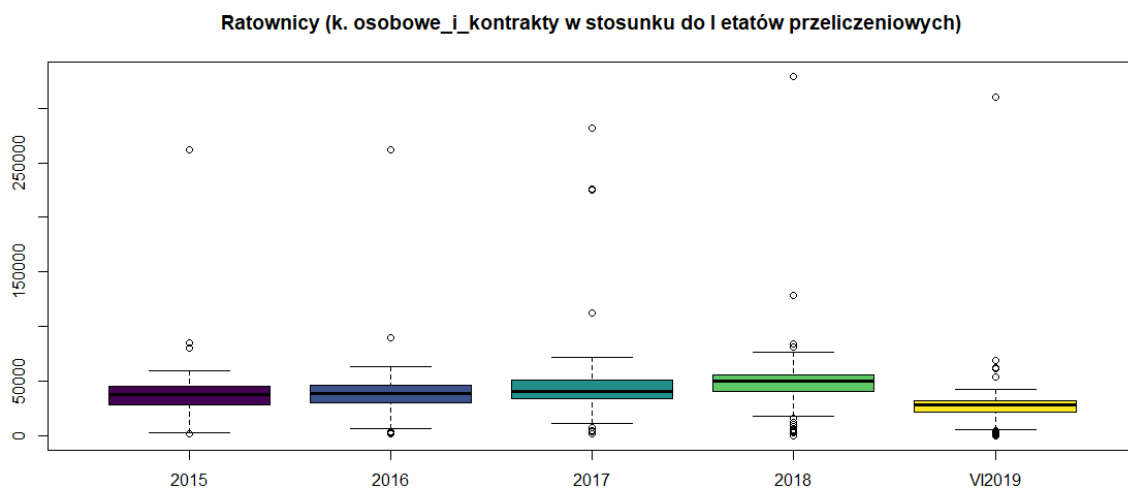 Ratownicy (k. osobowe_i_kontrakty w stosunku do l etatów przeliczeniowych)
250000
150000
50000
0
2015 2016 2017 2018 VI2019